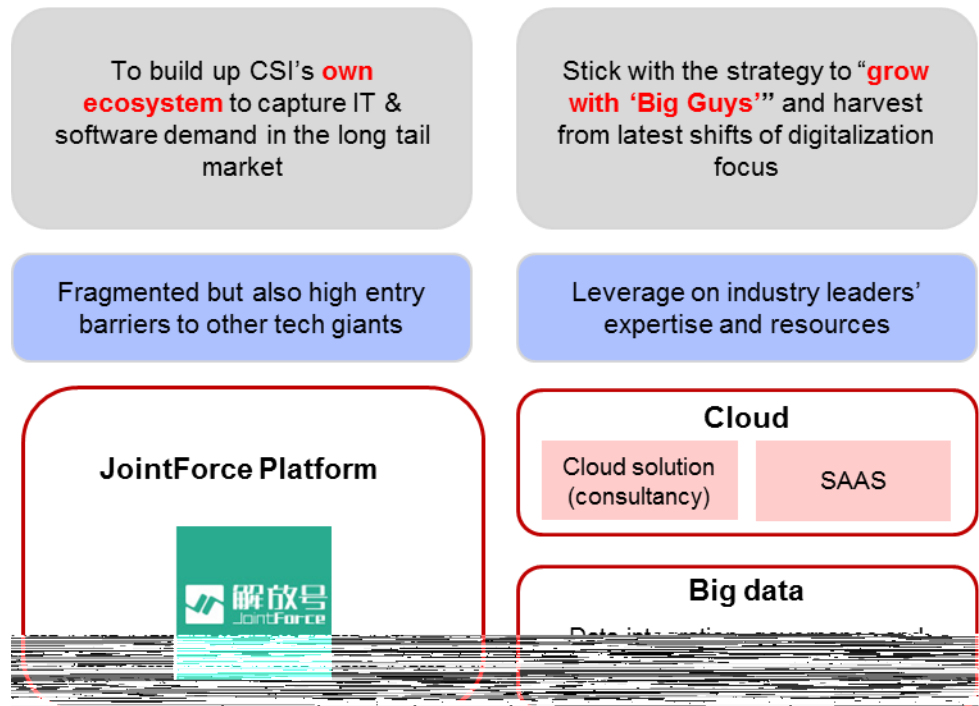 To build up CSI's own
ecosystem to capture IT &
software demand in the long tail
market
Stick with the strategy to “grow
with ‘Big Guys’” and harvest
from latest shifts of digitalization
focus
Fragmented but also high entry
barriers to other tech giants
Leverage on industry leaders’
expertise and resources
JointForce Platform
解放号
JointForce
Cloud
Cloud solution
(consultancy)
SAAS
Big data